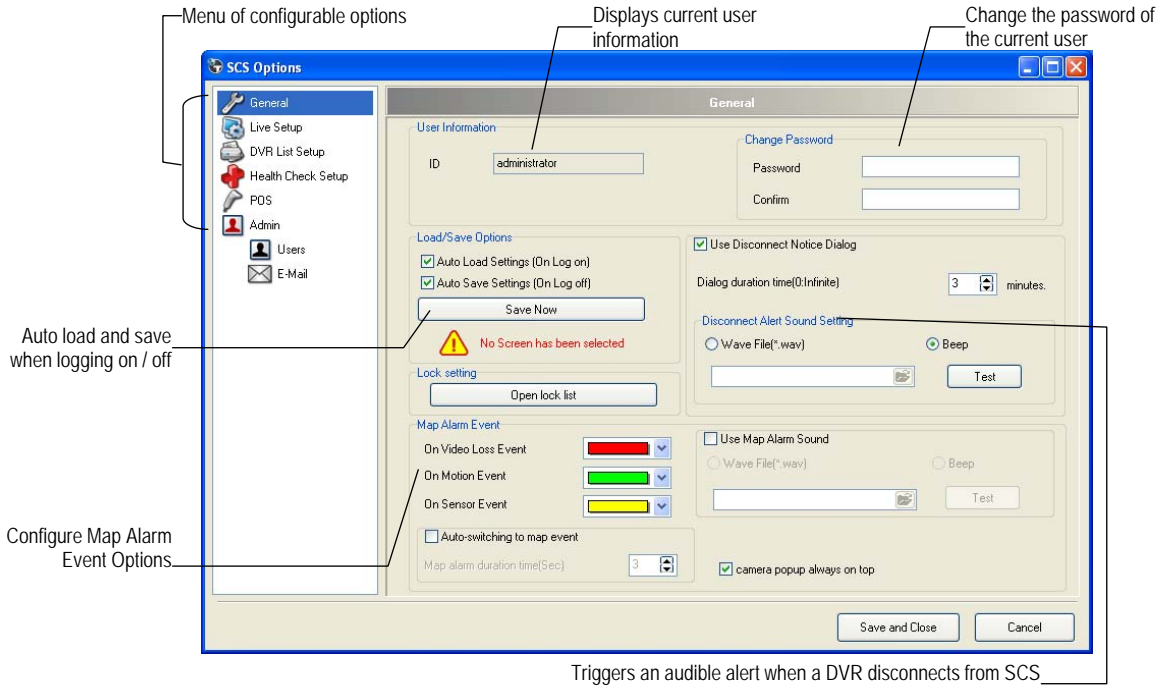 Menu of configurable options
Displays current user
information
Change the password of
the current user
SCS Options
General
Live Setup
DVR List Setup
Health Check Setup
POS
Admin
Users
E-Mail
General
User Information
ID
administrator
Change Password
Password
Confirm
Load/Save Options
Auto Load Settings (On Log on)
Auto Save Settings (On Log off)
Save Now
No Screen has been selected
Lock setting
Open lock list
Use Disconnect Notice Dialog
Dialog duration time(0:Infinite)
3
minutes.
Disconnect Alert Sound Setting
Wave File(*.wav)
Beep
Test
Map Alarm Event
On Video Loss Event
On Motion Event
On Sensor Event
Auto-switching to map event
Map alarm duration time(Sec)
3
Use Map Alarm Sound
Wave File(*.wav)
Beep
Test
camera popup always on top
Save and Close
Cancel
Auto load and save
when logging on / off
Configure Map Alarm
Event Options
Triggers an audible alert when a DVR disconnects from SCS